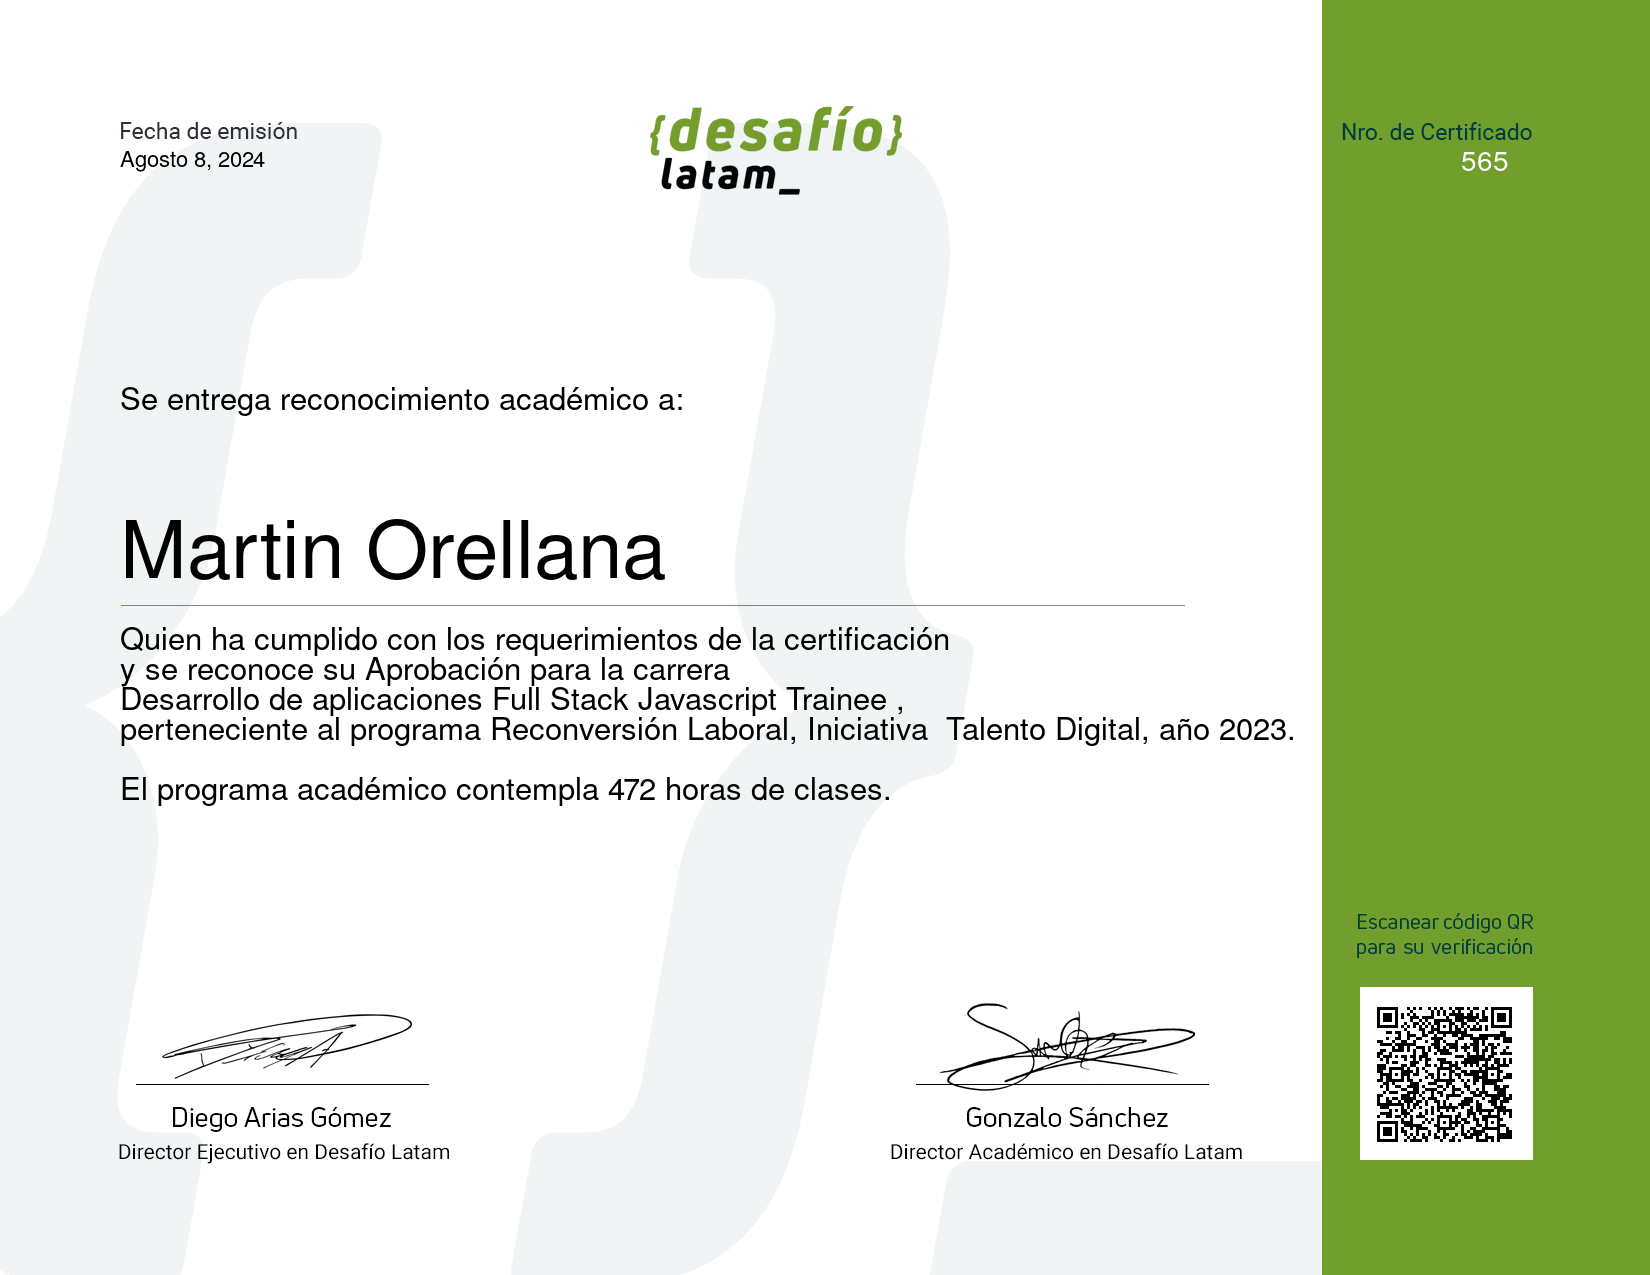 Fecha de emisión
Agosto 8, 2024
{desafío}
latam_
Nro. de Certificado
565
Se entrega reconocimiento académico a:
Martin Orellana
Quien ha cumplido con los requerimientos de la certificación
y se reconoce su Aprobación para la carrera
Desarrollo de aplicaciones Full Stack Javascript Trainee ,
perteneciente al programa Reconversión Laboral, Iniciativa  Talento Digital, año 2023.
El programa académico contempla 472 horas de clases.
Escanear código QR
para su verificación
Diego Arias Gómez
Director Ejecutivo en Desafío Latam
Gonzalo Sánchez
Director Académico en Desafío Latam